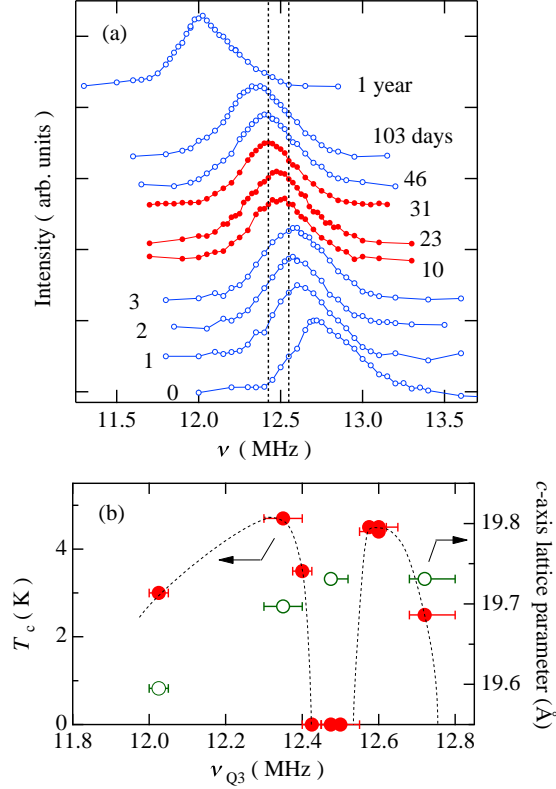 (a)
1 year
103 days
46
31
23
10
3
2
1
0
Intensity ( arb. units )
11.5 12.0 12.5 13.0 13.5
ν ( MHz )
(b)
4
2
0
T c ( K )
19.8
19.7
19.6
c-axis lattice
parameter (Å)
11.8 12.0 12.2 12.4 12.6 12.8
ν Q3 ( MHz )